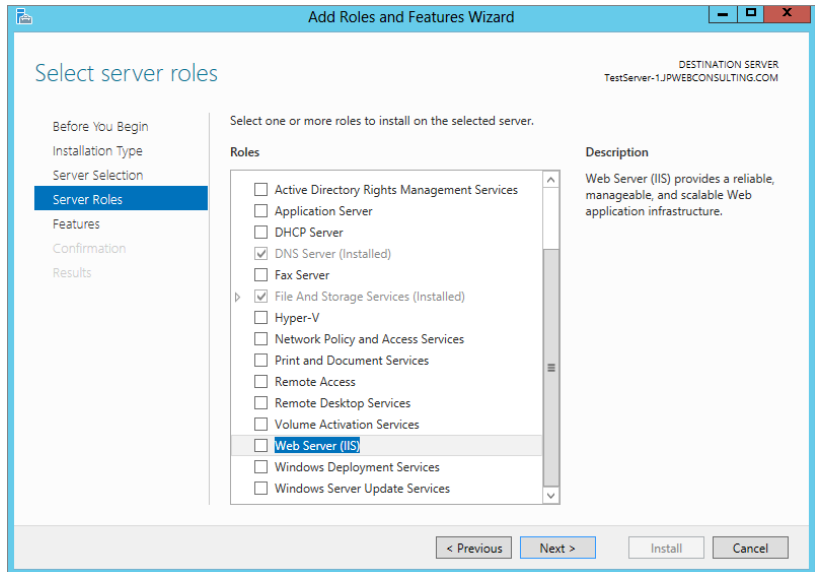 Add Roles and Features Wizard
Select server roles
DESTINATION SERVER
TestServer-1.JPWEBCONSULTING.COM
Before You Begin
Installation Type
Server Selection
Server Roles
Features
Confirmation
Results
Select one or more roles to install on the selected server.
Roles
Active Directory Rights Management Services
Application Server
DHCP Server
DNS Server (Installed)
Fax Server
File And Storage Services (Installed)
Hyper-V
Network Policy and Access Services
Print and Document Services
Remote Access
Remote Desktop Services
Volume Activation Services
Web Server (IIS)
Windows Deployment Services
Windows Server Update Services
Description
Web Server (IIS) provides a reliable,
manageable, and scalable Web
application infrastructure.
< Previous
Next >
Install
Cancel